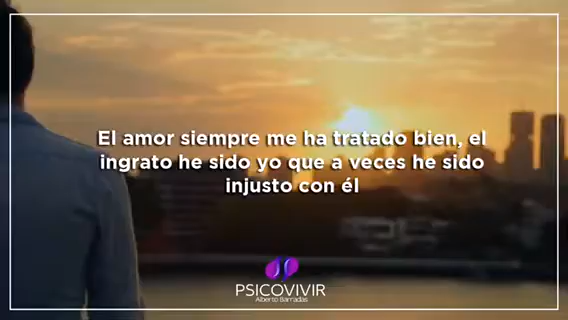 El amor siempre me ha tratado bien, el
ingrato he sido yo que a veces he sido
injusto con él
PSICOVIVIR
Alberto Barradas